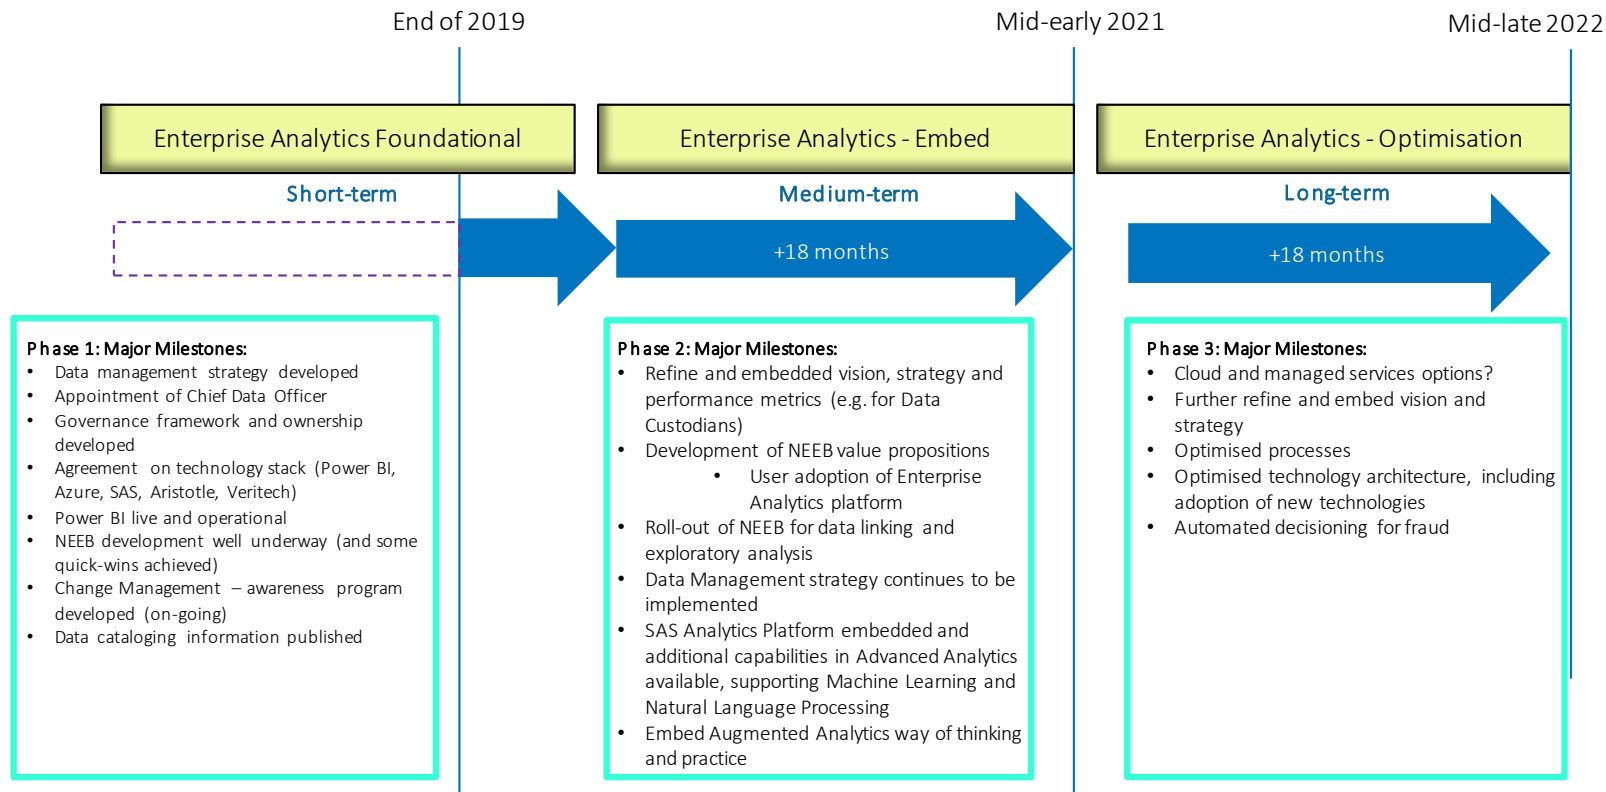 End of 2019
Mid-early 2021
Mid-late 2022
Enterprise Analytics Foundational
Enterprise Analytics - Embed
Enterprise Analytics - Optimisation
Short-term
Medium-term
Long-term
+18 months
+18 months
Phase 1: Major Milestones:
• Data management strategy developed
• Appointment of Chief Data Officer
• Governance framework and ownership
developed
• Agreement on technology stack (Power BI,
Azure, SAS, Aristotle, Veritech)
• Power BI live and operational
• NEEB development well underway (and some
quick-wins achieved)
• Change Management – awareness program
developed (on-going)
• Data cataloging information published
Phase 2: Major Milestones:
• Refine and embedded vision, strategy and
performance metrics (e.g. for Data
Custodians)
• Development of NEEB value propositions
• User adoption of Enterprise
Analytics platform
• Roll-out of NEEB for data linking and
exploratory analysis
• Data Management strategy continues to be
implemented
• SAS Analytics Platform embedded and
additional capabilities in Advanced Analytics
available, supporting Machine Learning and
Natural Language Processing
• Embed Augmented Analytics way of thinking
and practice
Phase 3: Major Milestones:
• Cloud and managed services options?
• Further refine and embed vision and
strategy
• Optimised processes
• Optimised technology architecture, including
adoption of new technologies
• Automated decisioning for fraud